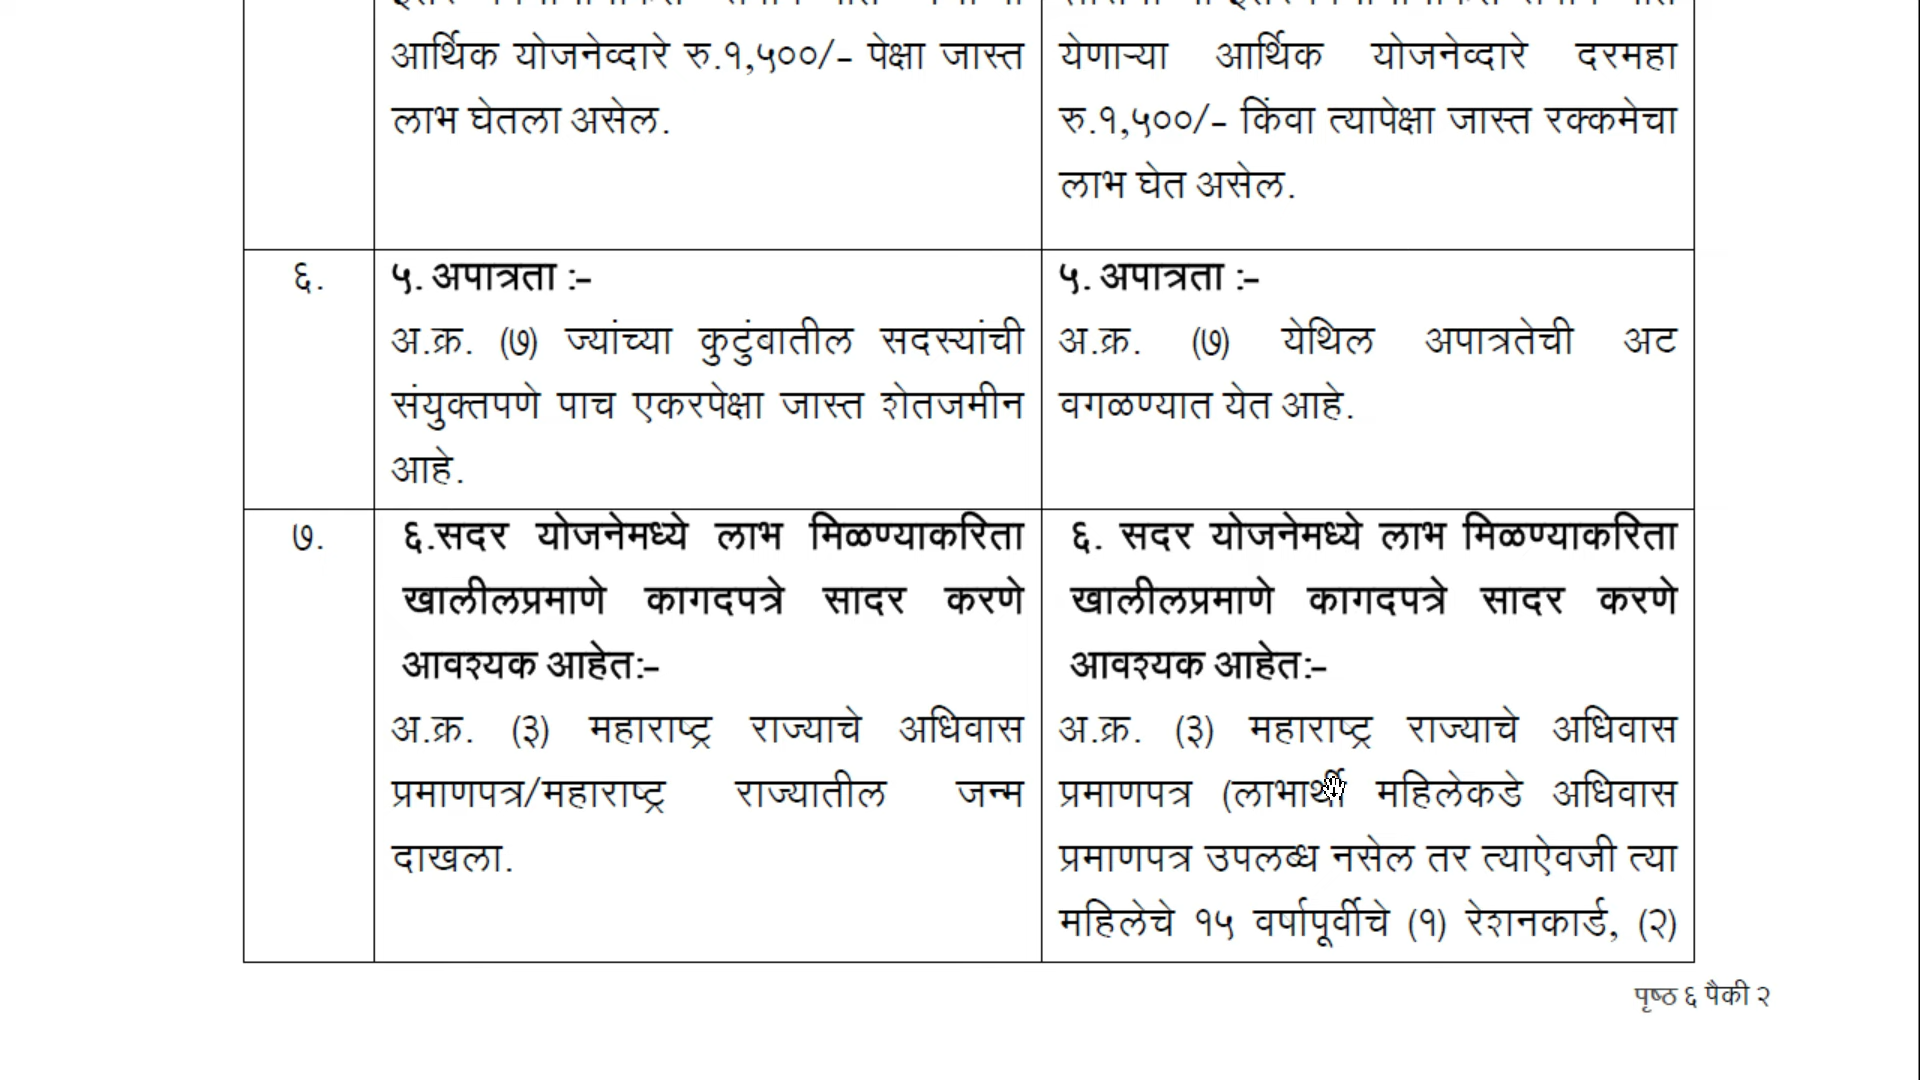 आर्थिक योजनेव्दारे रु.१,५००/- पेक्षा जास्त
लाभ घेतला असेल.
येणाऱ्या आर्थिक योजनेव्दारे दरमहा
रु.१,५००/- किंवा त्यापेक्षा जास्त रक्कमेचा
लाभ घेत असेल.
६.
५. अपात्रता :-
अ.क्र. (७) ज्यांच्या कुटुंबातील सदस्यांची
संयुक्तपणे पाच एकरपेक्षा जास्त शेतजमीन
आहे.
५. अपात्रता :-
अ.क्र. (७) येथिल अपात्रतेची अट
वगळण्यात येत आहे.
७.
६.सदर योजनेमध्ये लाभ मिळण्याकरिता
खालीलप्रमाणे कागदपत्रे सादर करणे
आवश्यक आहेत:-
अ.क्र. (३) महाराष्ट्र राज्याचे अधिवास
प्रमाणपत्र/महाराष्ट्र राज्यातील जन्म
दाखला.
६. सदर योजनेमध्ये लाभ मिळण्याकरिता
खालीलप्रमाणे कागदपत्रे सादर करणे
आवश्यक आहेत:-
अ.क्र. (३) महाराष्ट्र राज्याचे अधिवास
प्रमाणपत्र (लाभार्थी महिलेकडे अधिवास
प्रमाणपत्र उपलब्ध नसेल तर त्याऐवजी त्या
महिलेचे १५ वर्षापूर्वीचे (१) रेशनकार्ड, (२)
पृष्ठ ६ पैकी २